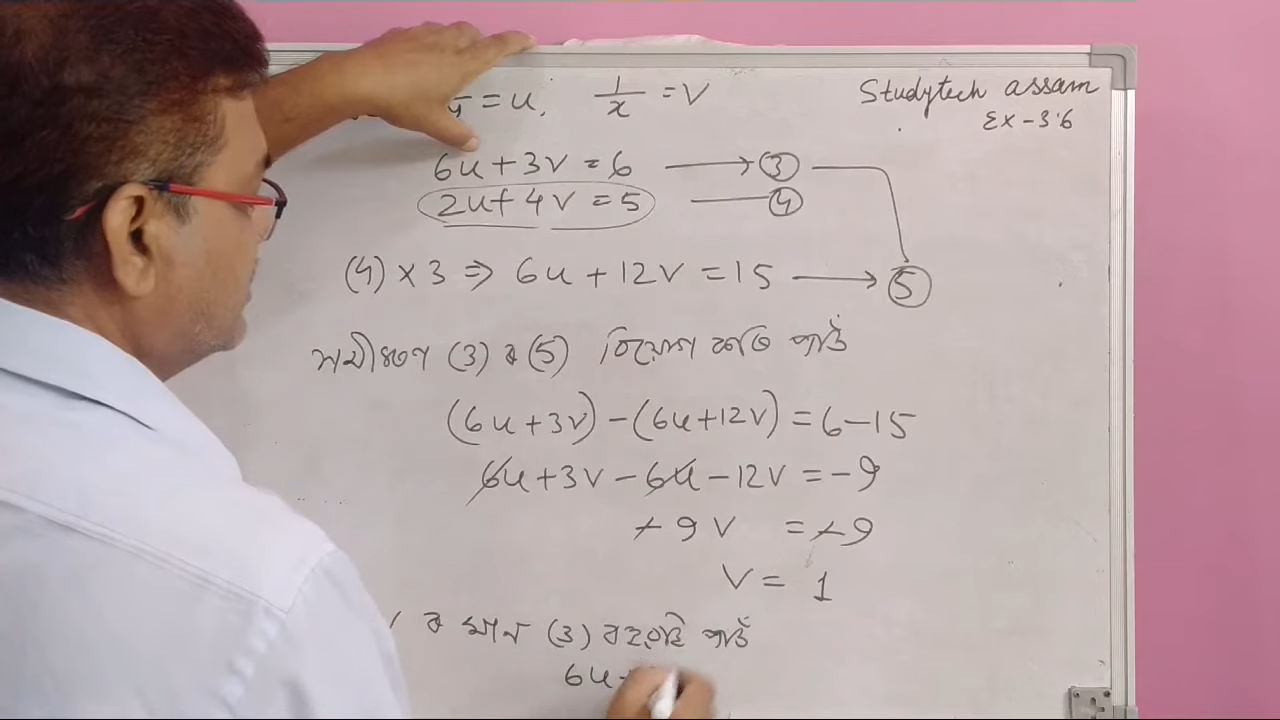 = u, 1/x = v
Studytech assam
Ex-3.6
6u + 3v = 6 → ③
2u + 4v = 5 — ④
(4) × 3 ⇒ 6u + 12v = 15 → ⑤
সমীকৰণ (3) ৰ (5) বিয়োগ কৰি পাওঁ
(6u + 3v) - (6u + 12v) = 6 - 15
6u + 3v - 6u - 12v = -9
- 9v = -9
v = 1
ৰ মান (3) বহুৱাই পাওঁ
6u +